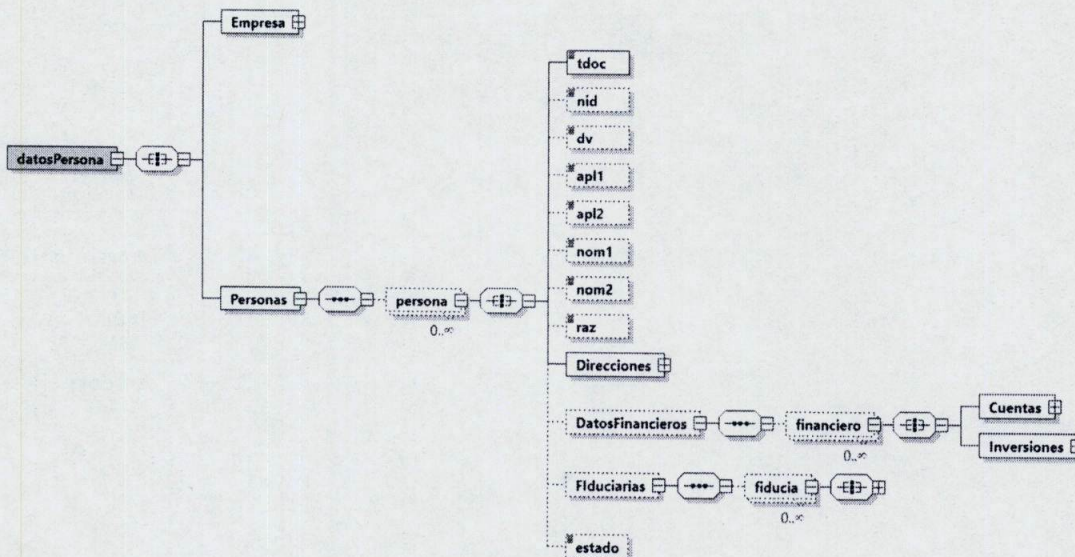 Empresa
datosPersona
Personas
persona
0..∞
tdoc
nid
dv
apl1
apl2
nom1
nom2
raz
Direcciones
DatosFinancieros
financiero
0..∞
Cuentas
Inversiones
FIduciarias
fiducia
0..∞
estado